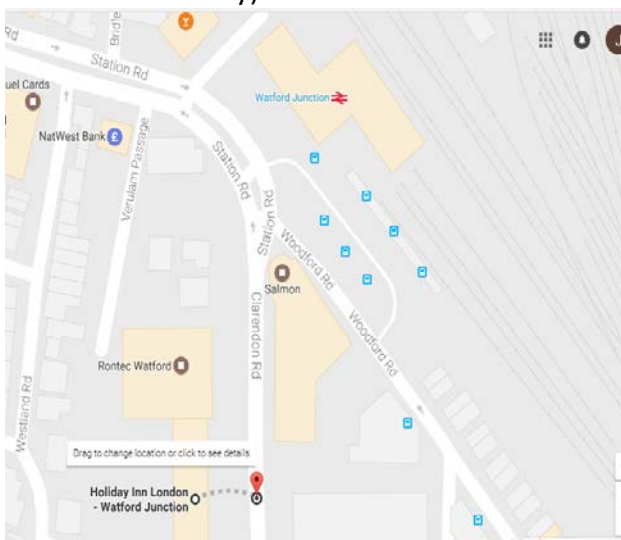 Station Rd
Watford Junction
uel Cards
NatWest Bank
£
Verulam Passage
Station Rd
Station Rd
Woodford Rd
Salmon
Clarendon Rd
Woodford Rd
Rontec Watford
Westland Rd
Drag to change location or click to see details
Holiday Inn London
- Watford Junction